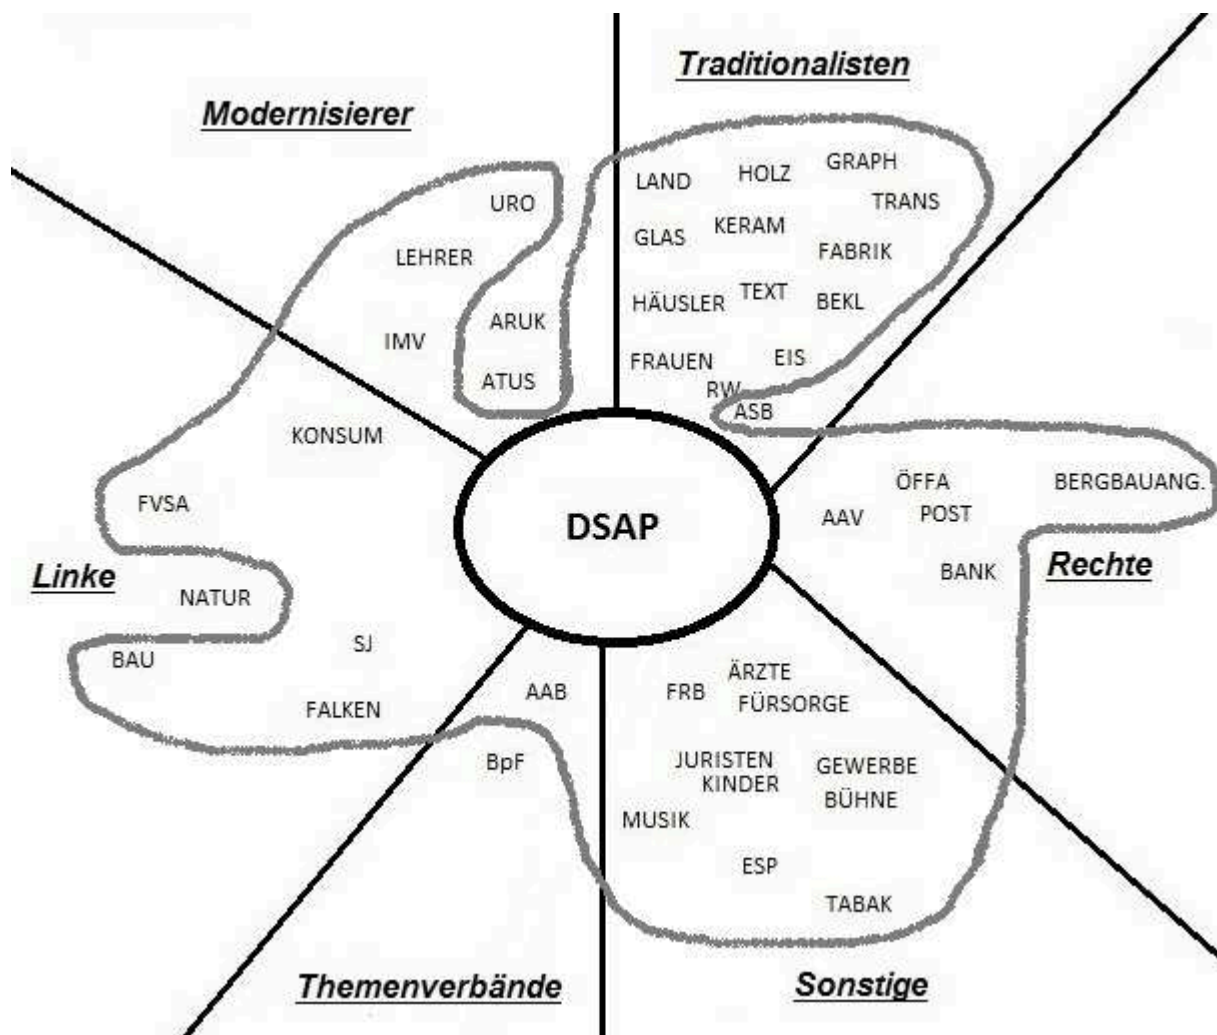 Traditionalisten
Modernisierer
GRAPH
HOLZ
LAND
TRANS
URO
KERAM
GLAS
FABRIK
LEHRER
TEXT
BEKL
HÄUSLER
ARUK
IMV
EIS
FRAUEN
ATUS
RW
ASB
KONSUM
ÖFFA
BERGBAUANG.
FVSA
POST
AAV
DSAP
Rechte
BANK
Linke
NATUR
SJ
BAU
ÄRZTE
AAB
FRB
FÜRSORGE
FALKEN
JURISTEN
BpF
GEWERBE
KINDER
BÜHNE
MUSIK
ESP
TABAK
Themenverbände
Sonstige